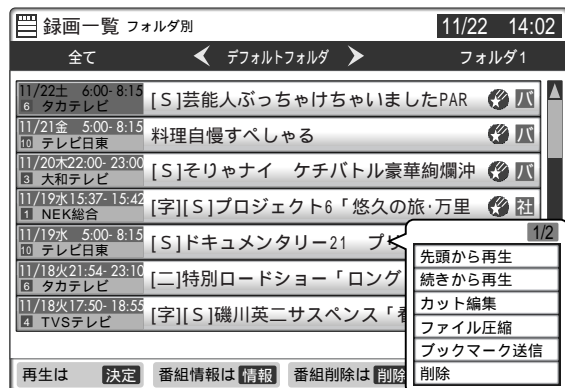 録画一覧 フォルダ別 11/22 14:02
全て デフォルトフォルダ フォルダ1
11/22土 6:00- 8:15
6 タカテレビ
[S]芸能人ぶっちゃけちゃいましたPAR バ
11/21金 5:00- 8:15
10 テレビ日東
料理自慢すぺしゃる バ
11/20木22:00- 23:00
3 大和テレビ
[S]そりゃナイ ケチバトル豪華絢爛沖 バ
11/19水15:37- 15:42
1 NEK総合
[字][S]プロジェクト6「悠久の旅･万里 社
11/19水 5:00- 8:15
10 テレビ日東
[S]ドキュメンタリー21
11/18火21:54- 23:10
6 タカテレビ
[二]特別ロードショー「ロング
11/18火17:50- 18:55
4 TVSテレビ
[字][S]磯川英二サスペンス「
1/2
先頭から再生
続きから再生
カット編集
ファイル圧縮
ブックマーク送信
削除
再生は 決定 番組情報は 情報 番組削除は 削除